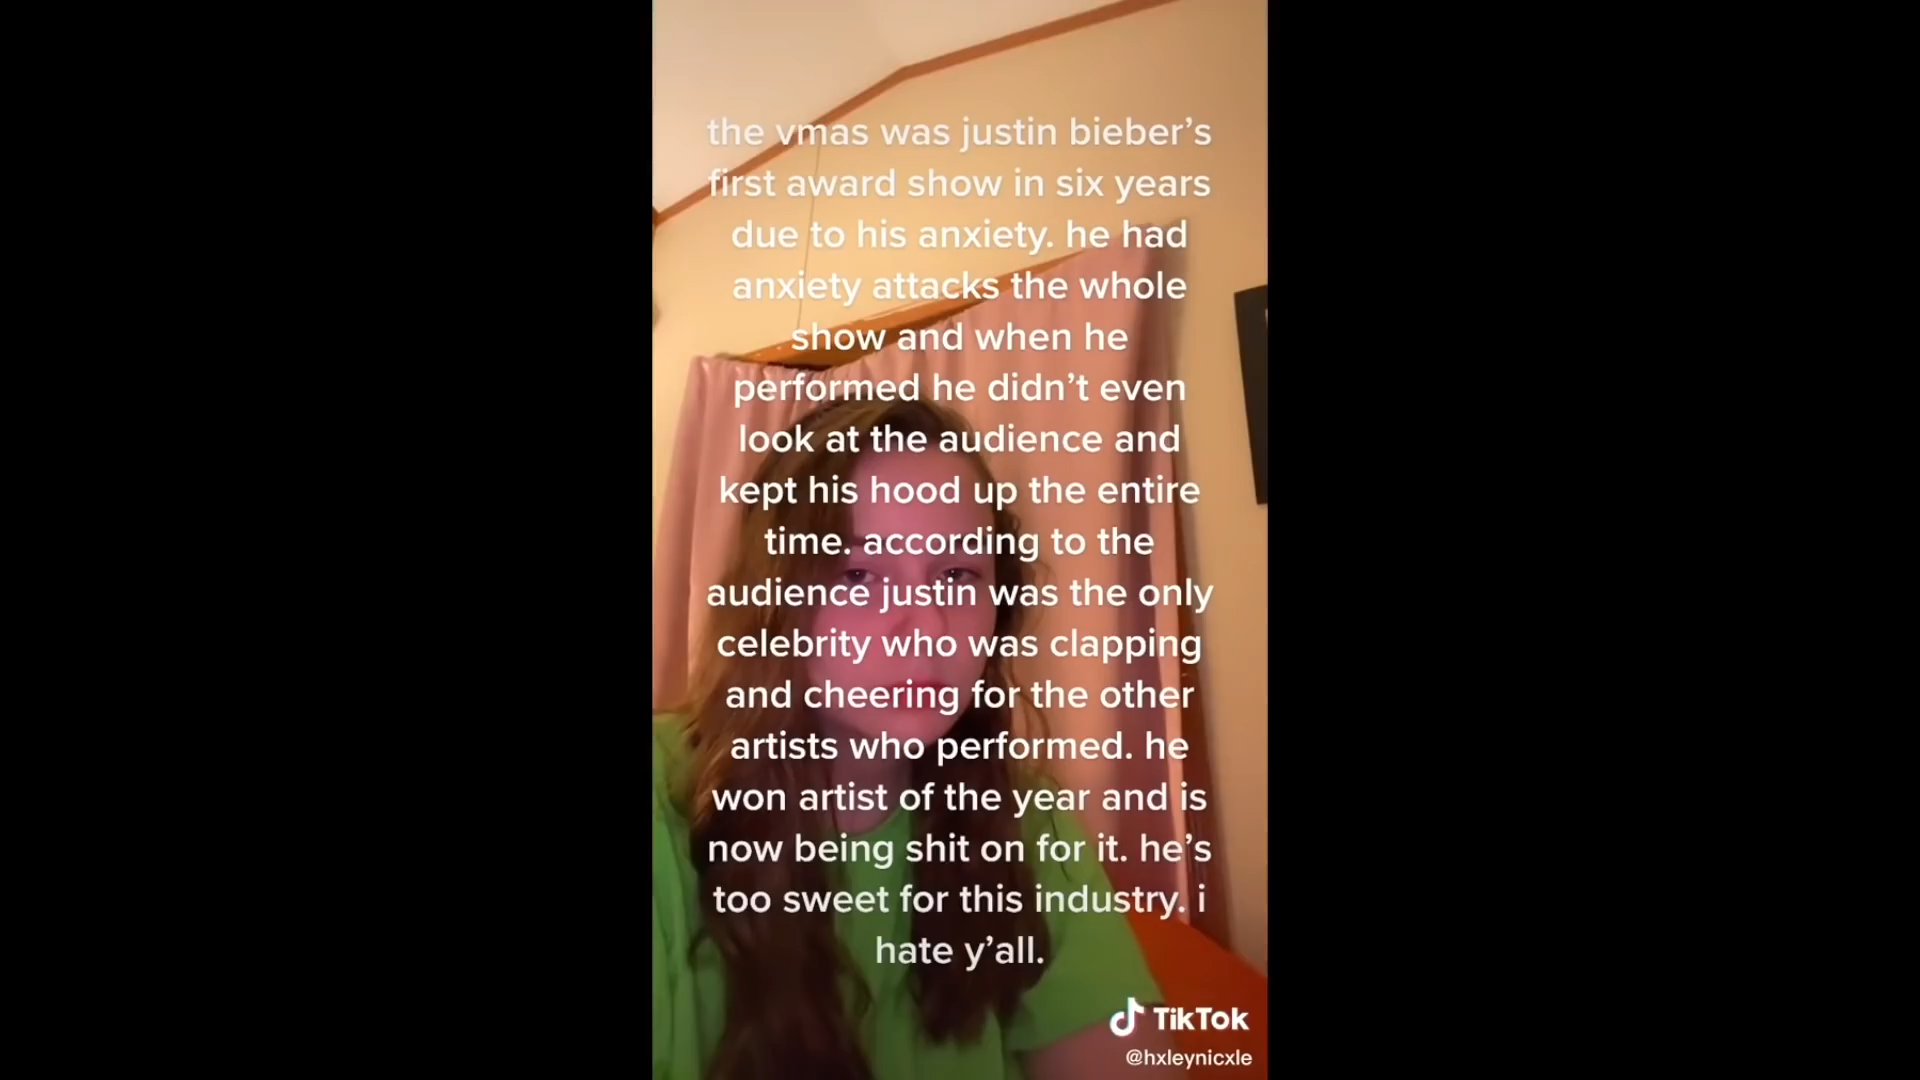 the vmas was justin bieber’s
first award show in six years
due to his anxiety. he had
anxiety attacks the whole
show and when he
performed he didn’t even
look at the audience and
kept his hood up the entire
time. according to the
audience justin was the only
celebrity who was clapping
and cheering for the other
artists who performed. he
won artist of the year and is
now being shit on for it. he’s
too sweet for this industry. i
hate y’all.
TikTok
@hxleynicxle